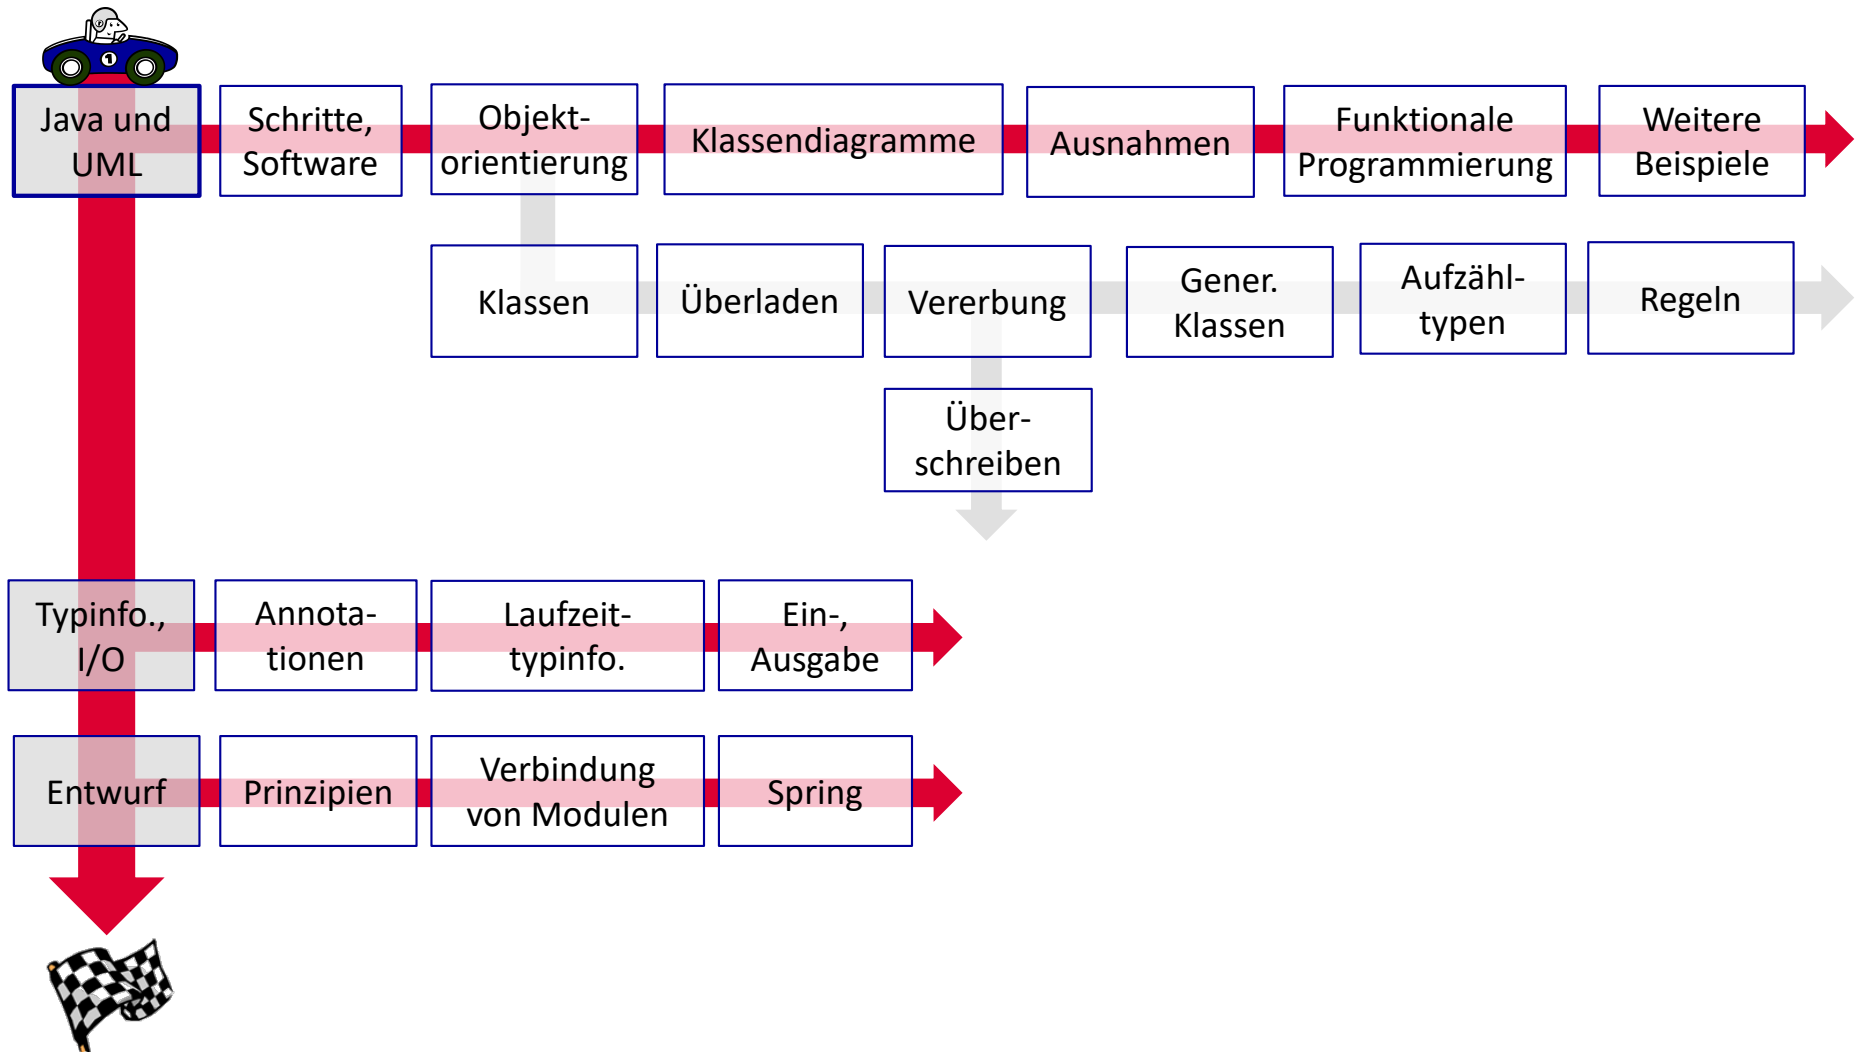 1
Java und
UML
Schritte,
Software
Objekt-
orientierung
Klassendiagramme
Ausnahmen
Funktionale
Programmierung
Weitere
Beispiele
Klassen
Überladen
Vererbung
Gener.
Klassen
Aufzähl-
typen
Regeln
Über-
schreiben
Typinfo.,
I/O
Annota-
tionen
Laufzeit-
typinfo.
Ein-,
Ausgabe
Entwurf
Prinzipien
Verbindung
von Modulen
Spring